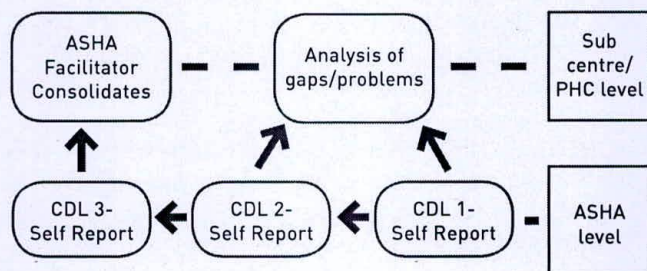 ASHA
Facilitator
Consolidates
Analysis of
gaps/problems
Sub
centre/
PHC level
CDL 3-
Self Report
CDL 2-
Self Report
CDL 1-
Self Report
ASHA
level